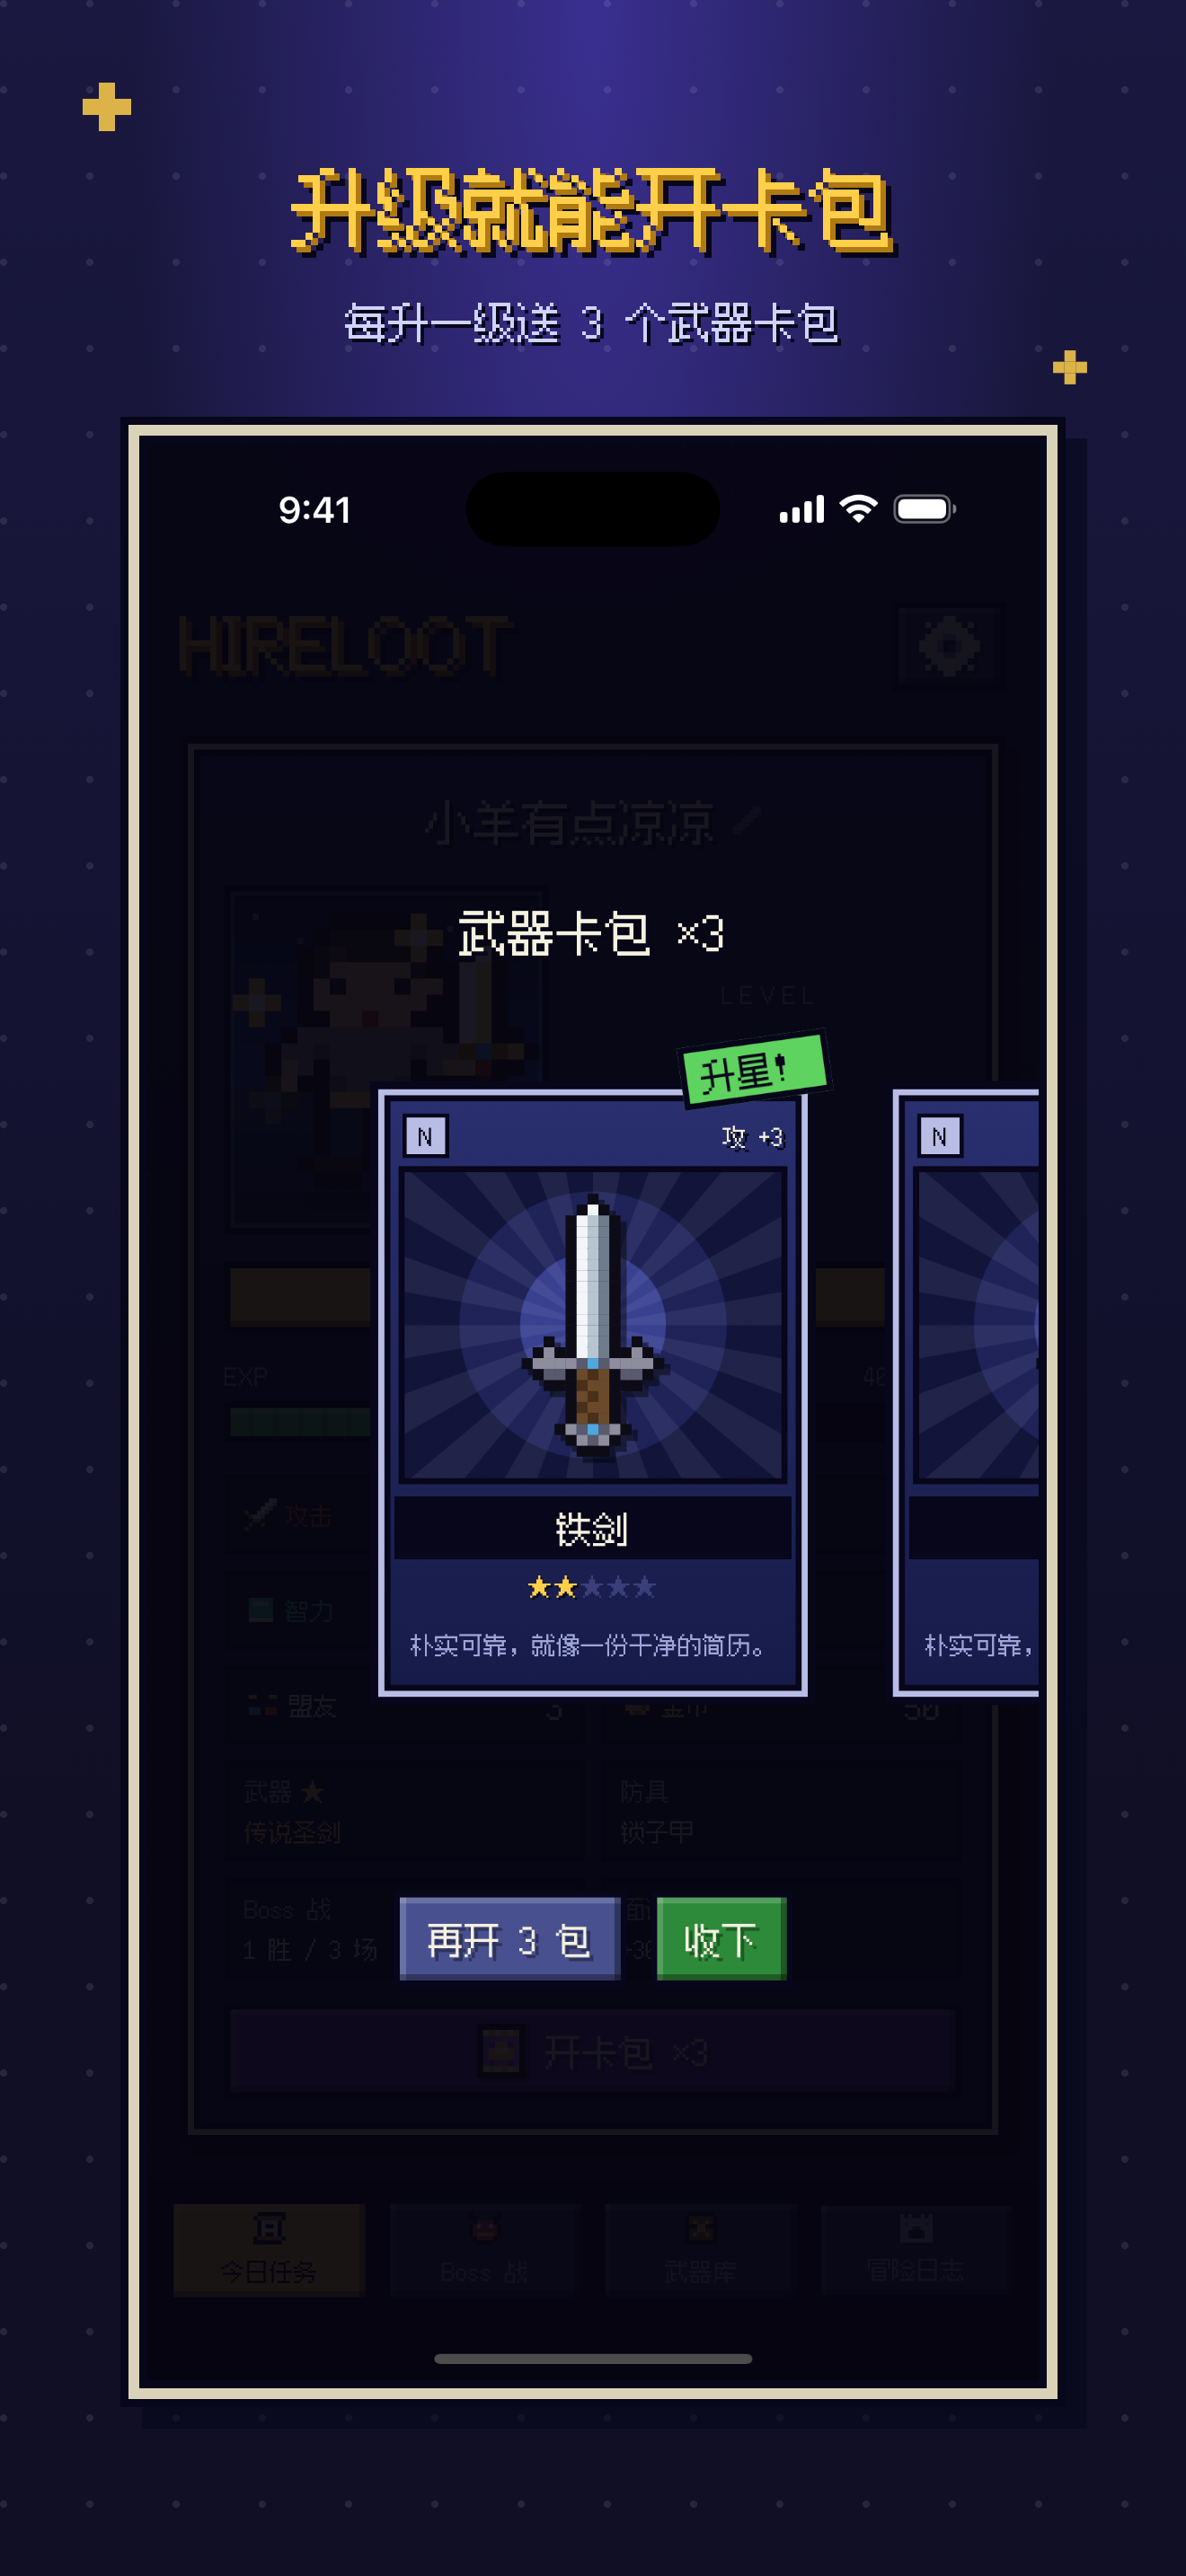 升级就能开卡包
每升一级送 3 个武器卡包
9:41
HIRELOOT
小羊有点凉凉
武器卡包 ×3
LEVEL
升星!
N 攻 +3
N
铁剑
朴实可靠，就像一份干净的简历。
朴实可靠，
EXP
攻击
智力
盟友 3 金币 50
武器 ★ 防具
传说圣剑 锁子甲
Boss 战
1 胜 / 3 场
再开 3 包 收下
开卡包 ×3
今日任务 Boss 战 武器库 冒险日志